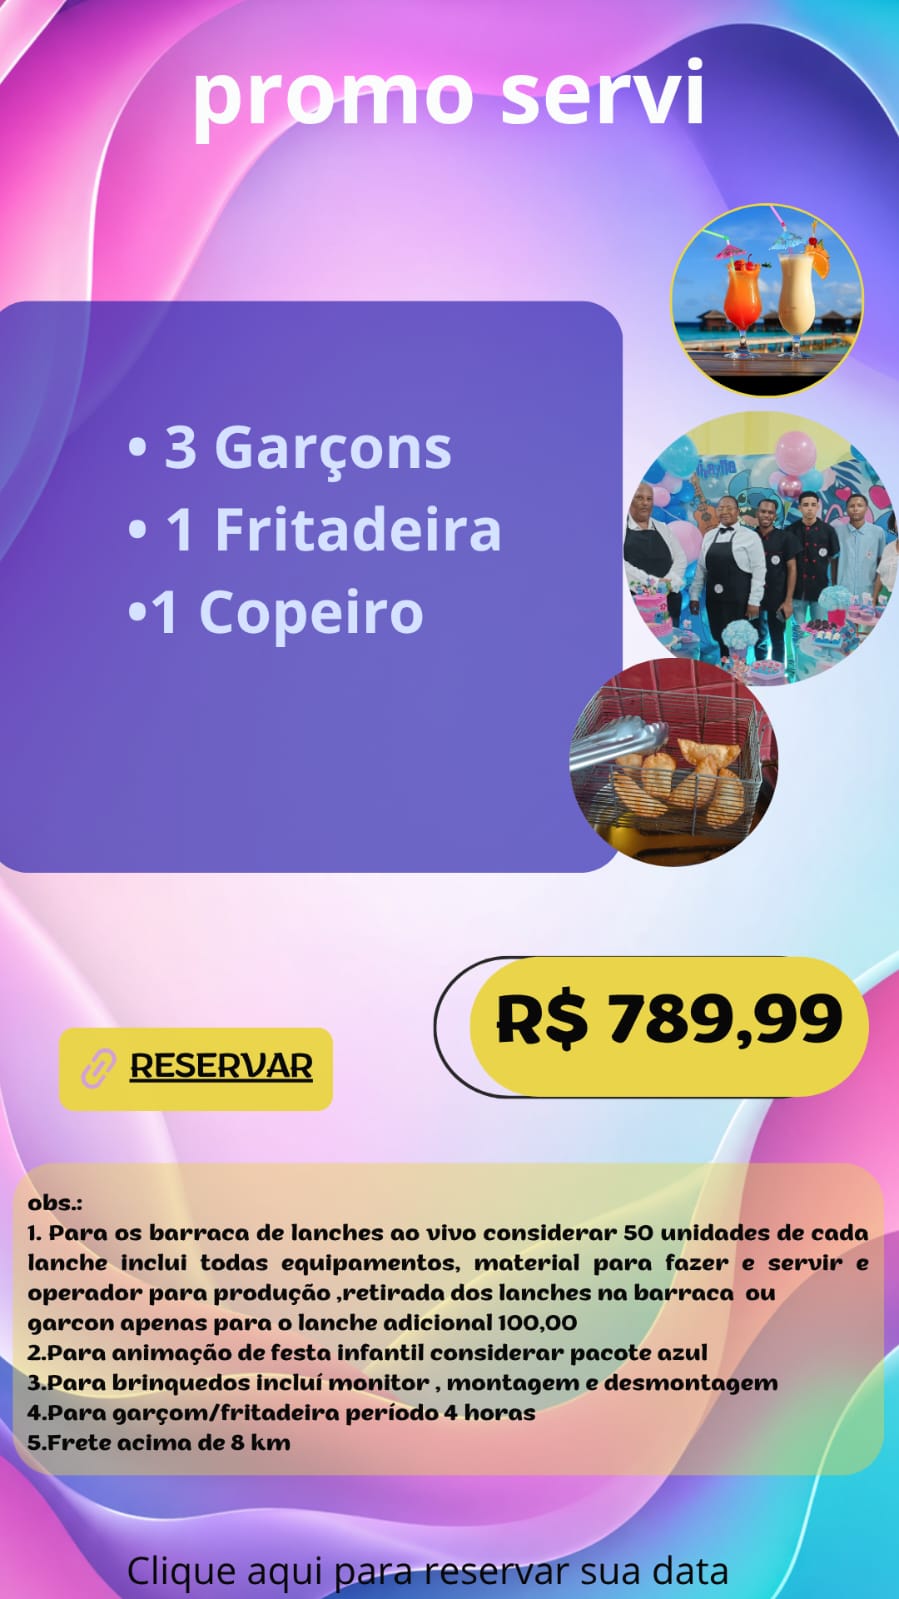 promo servi
• 3 Garçons
• 1 Fritadeira
•1 Copeiro
R$ 789,99
RESERVAR
obs.:
1. Para os barraca de lanches ao vivo considerar 50 unidades de cada
lanche inclui todas equipamentos, material para fazer e servir e
operador para produção ,retirada dos lanches na barraca ou
garcon apenas para o lanche adicional 100,00
2.Para animação de festa infantil considerar pacote azul
3.Para brinquedos incluí monitor , montagem e desmontagem
4.Para garçom/fritadeira período 4 horas
5.Frete acima de 8 km
Clique aqui para reservar sua data